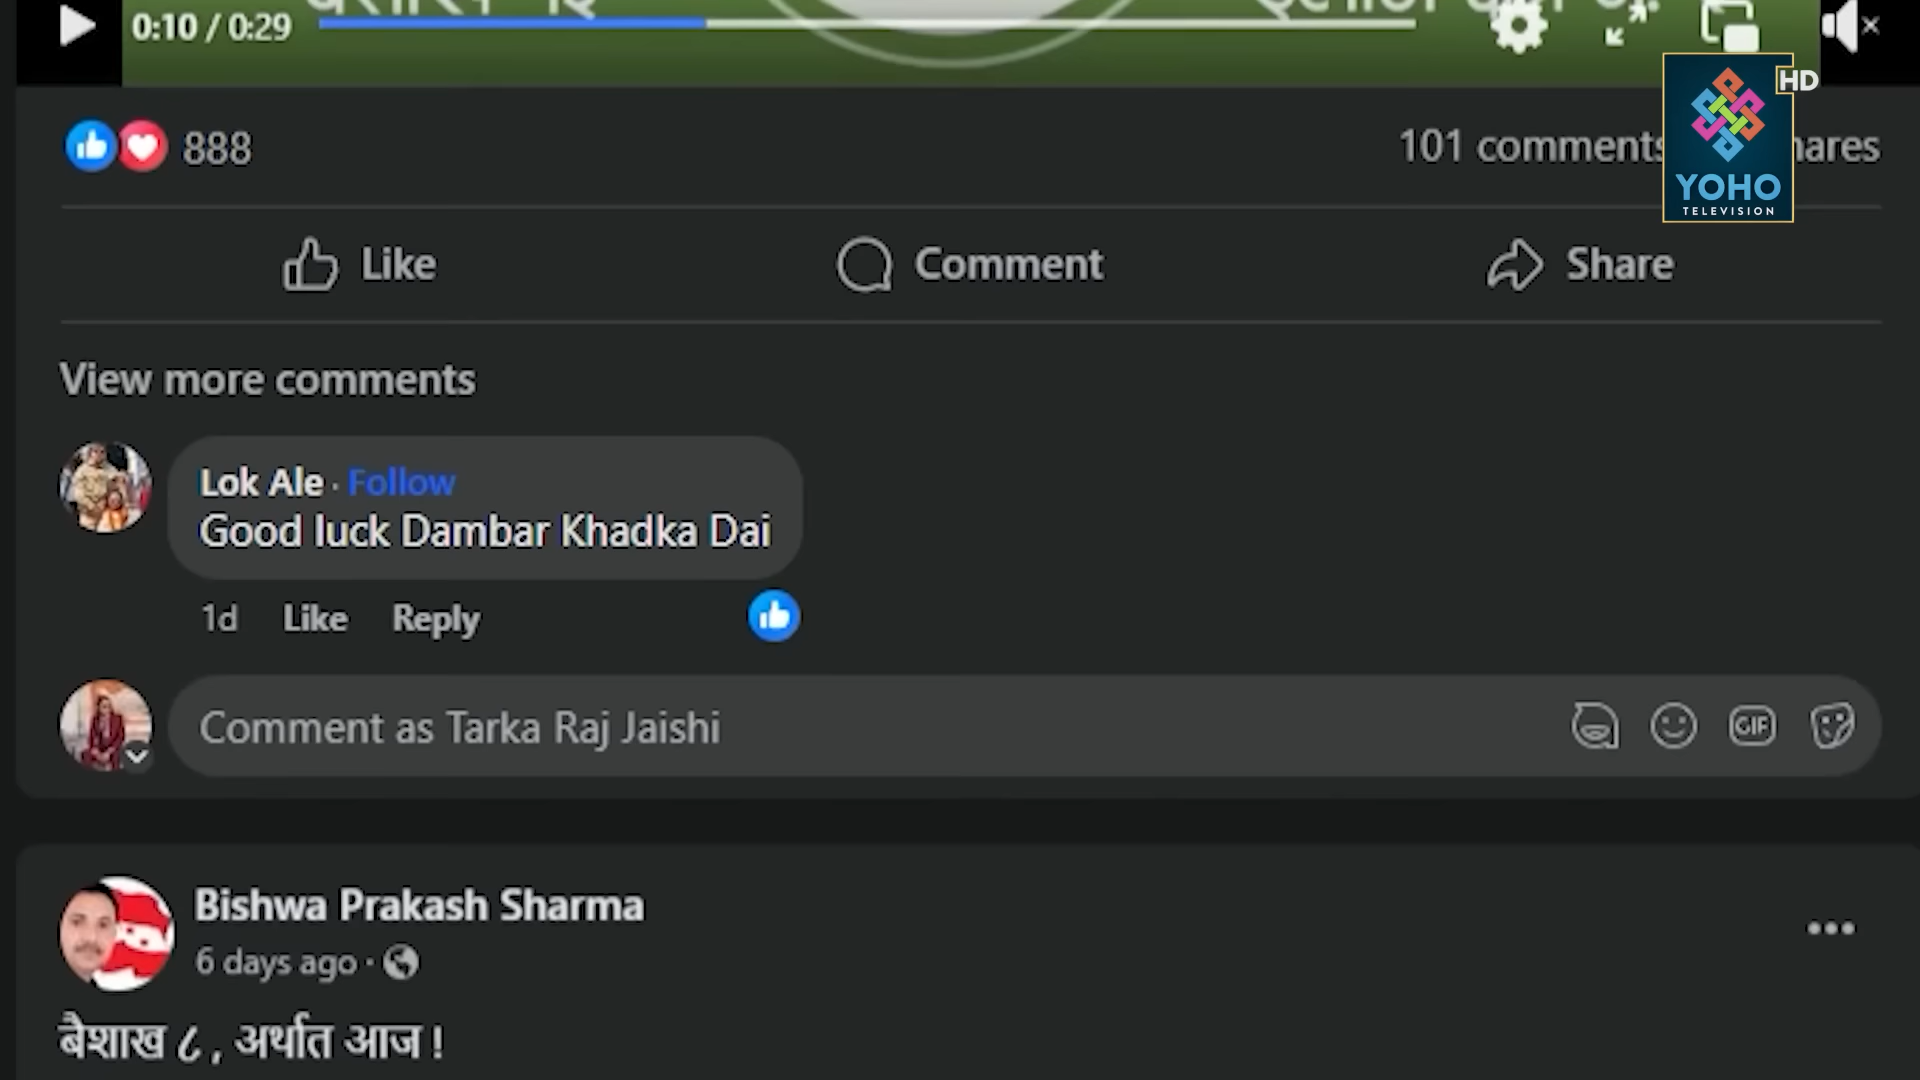 0:10 / 0:29
HD
888
101 comments
YOHO
TELEVISION
Like
Comment
Share
View more comments
Lok Ale · Follow
Good luck Dambar Khadka Dai
1d Like Reply
Comment as Tarka Raj Jaishi
GIF
Bishwa Prakash Sharma
6 days ago ·
बैशाख ८ , अर्थात आज !